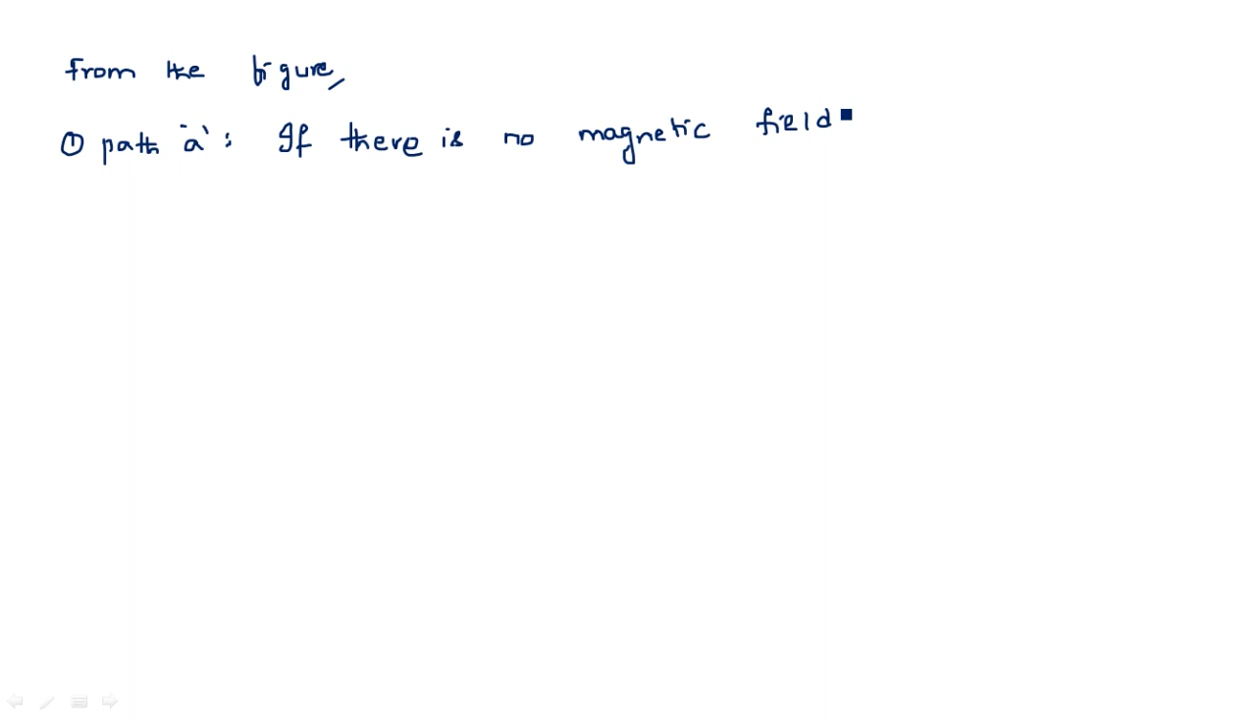 from the figure,
① path 'a' : If there is no magnetic field